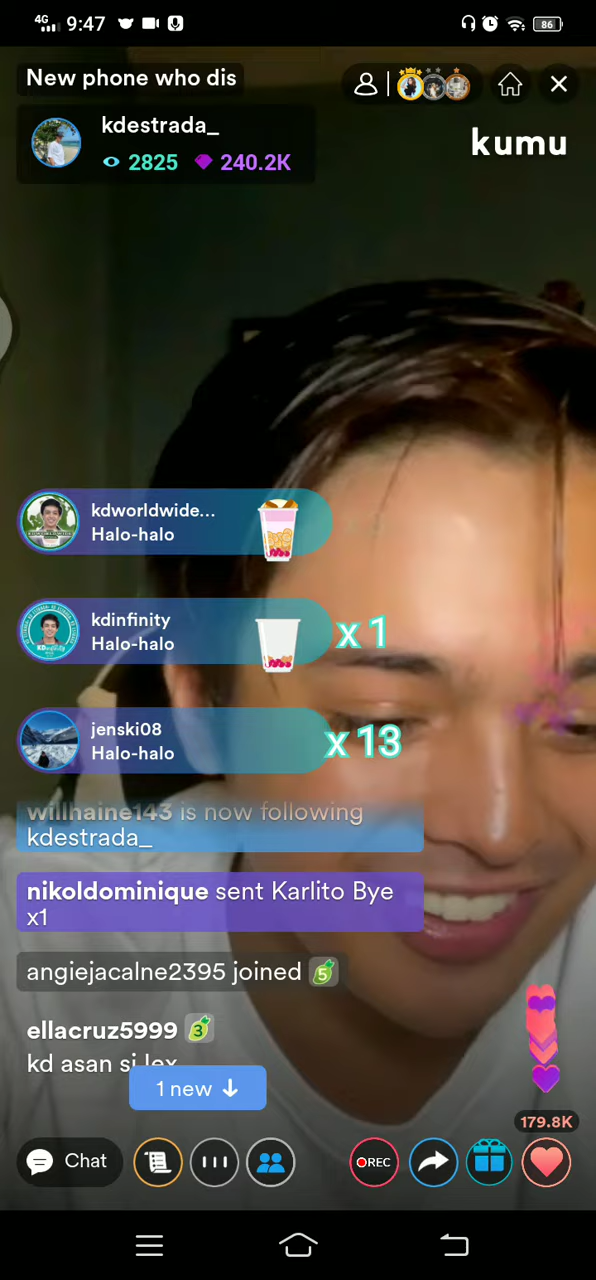 4G 9:47 86
New phone who dis
kdestrada_
2825 240.2K
kumu
kdworldwide...
Halo-halo
kdinfinity
Halo-halo
x 1
jenski08
Halo-halo
x 13
willhaine143 is now following
kdestrada_
nikoldominique sent Karlito Bye
x1
angiejacalne2395 joined 5
ellacruz5999 3
kd asan si lex
1 new
179.8K
Chat
REC